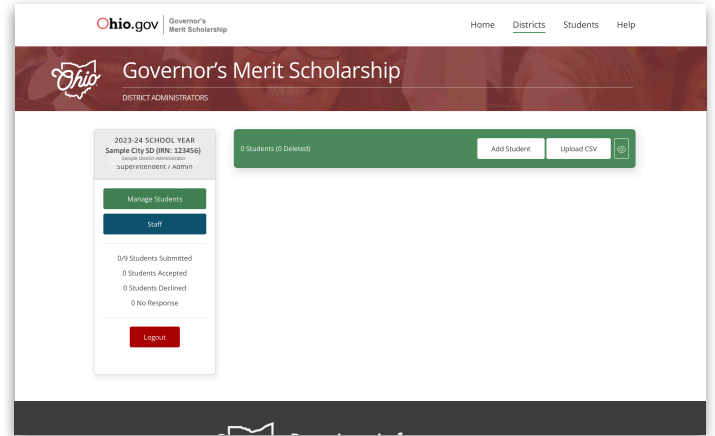 Ohio.gov
Governor's
Merit Scholarship
Home Districts Students Help
Ohio
Governor's Merit Scholarship
DISTRICT ADMINISTRATORS
2023-24 SCHOOL YEAR
Sample City SD (IRN: 123456)
Sample District Administrator
Superintendent / Admin
Manage Students
Staff
0/9 Students Submitted
0 Students Accepted
0 Students Declined
0 No Response
Logout
0 Students (0 Deleted)
Add Student
Upload CSV